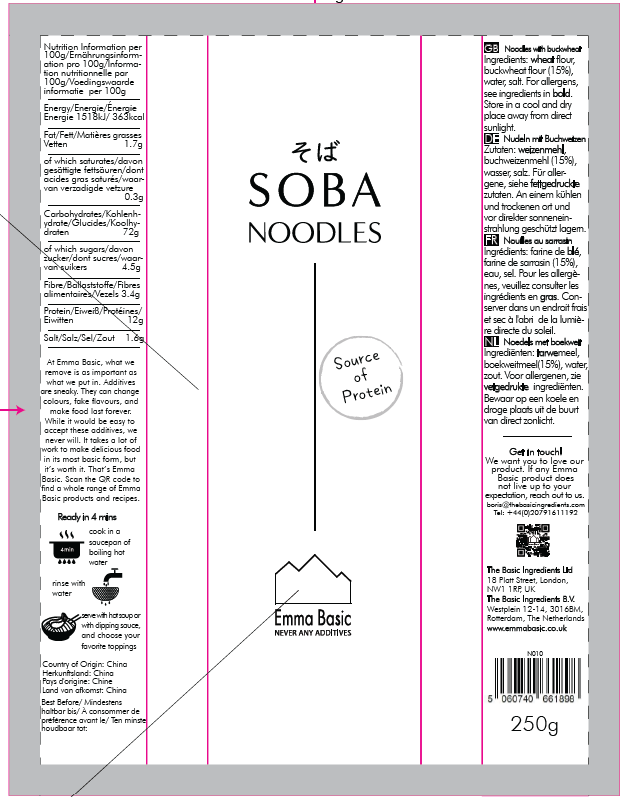 Nutrition Information per
100g/Ernährungsinform-
ation pro 100g/Informa-
tion nutritionnelle par
100g/Voedingswaarde
informatie per 100g
Energy/Energie/Énergie
Energie 1518kJ/ 363kcal
Fat/Fett/Matières grasses
Vetten 1.7g
of which saturates/davon
gesättigte fettsäuren/dont
acides gras saturés/waar-
van verzadigde vetzure
0.3g
Carbohydrates/Kohlenh-
ydrate/Glucides/Koolhy-
draten 72g
of which sugars/davon
zucker/dont sucres/waar-
van suikers 4.5g
Fibre/Ballaststoffe/Fibres
alimentaires/Vezels 3.4g
Protein/Eiweiß/Protéines/
Eiwitten 12g
Salt/Salz/Sel/Zout 1.6g
At Emma Basic, what we
remove is as important as
what we put in. Additives
are sneaky. They can change
colours, fake flavours, and
make food last forever.
While it would be easy to
accept these additives, we
never will. It takes a lot of
work to make delicious food
in its most basic form, but
it's worth it. That's Emma
Basic. Scan the QR code to
find a whole range of Emma
Basic products and recipes.
Ready in 4 mins
4min
cook in a
saucepan of
boiling hot
water
rinse with
water
serve with hot soup or
with dipping sauce,
and choose your
favorite toppings
Country of Origin: China
Herkunftsland: China
Pays d'origine: Chine
Land van afkomst: China
Best Before/ Mindestens
haltbar bis/ À consommer de
préférence avant le/ Ten minste
houdbaar tot:
そば
SOBA
NOODLES
Source
of
Protein
Emma Basic
NEVER ANY ADDITIVES
GB Noodles with buckwheat
Ingredients: wheat flour,
buckwheat flour (15%),
water, salt. For allergens,
see ingredients in bold.
Store in a cool and dry
place away from direct
sunlight.
DE Nudeln mit Buchweizen
Zutaten: weizenmehl,
buchweizenmehl (15%),
wasser, salz. Für aller-
gene, siehe fettgedruckte
zutaten. An einem kühlen
und trockenen ort und
vor direkter sonnenein-
strahlung geschützt lagern.
FR Nouilles au sarrasin
Ingrédients: farine de blé,
farine de sarrasin (15%),
eau, sel. Pour les allergè-
nes, veuillez consulter les
ingrédients en gras. Con-
server dans un endroit frais
et sec à l'abri de la lumiè-
re directe du soleil.
NL Noedels met boekweit
Ingrediënten: tarwemeel,
boekweitmeel(15%), water,
zout. Voor allergenen, zie
vetgedrukte ingrediënten.
Bewaar op een koele en
droge plaats uit de buurt
van direct zonlicht.
Get in touch!
We want you to love our
product. If any Emma
Basic product does
not live up to your
expectation, reach out to us.
boris@thebasicingredients.com
Tel: +44(0)20791611192
The Basic Ingredients Ltd
18 Platt Street, London,
NW1 1RP, UK
The Basic Ingredients B.V.
Westplein 12-14, 3016BM,
Rotterdam, The Netherlands
www.emmabasic.co.uk
N010
5 060740 661898
250g